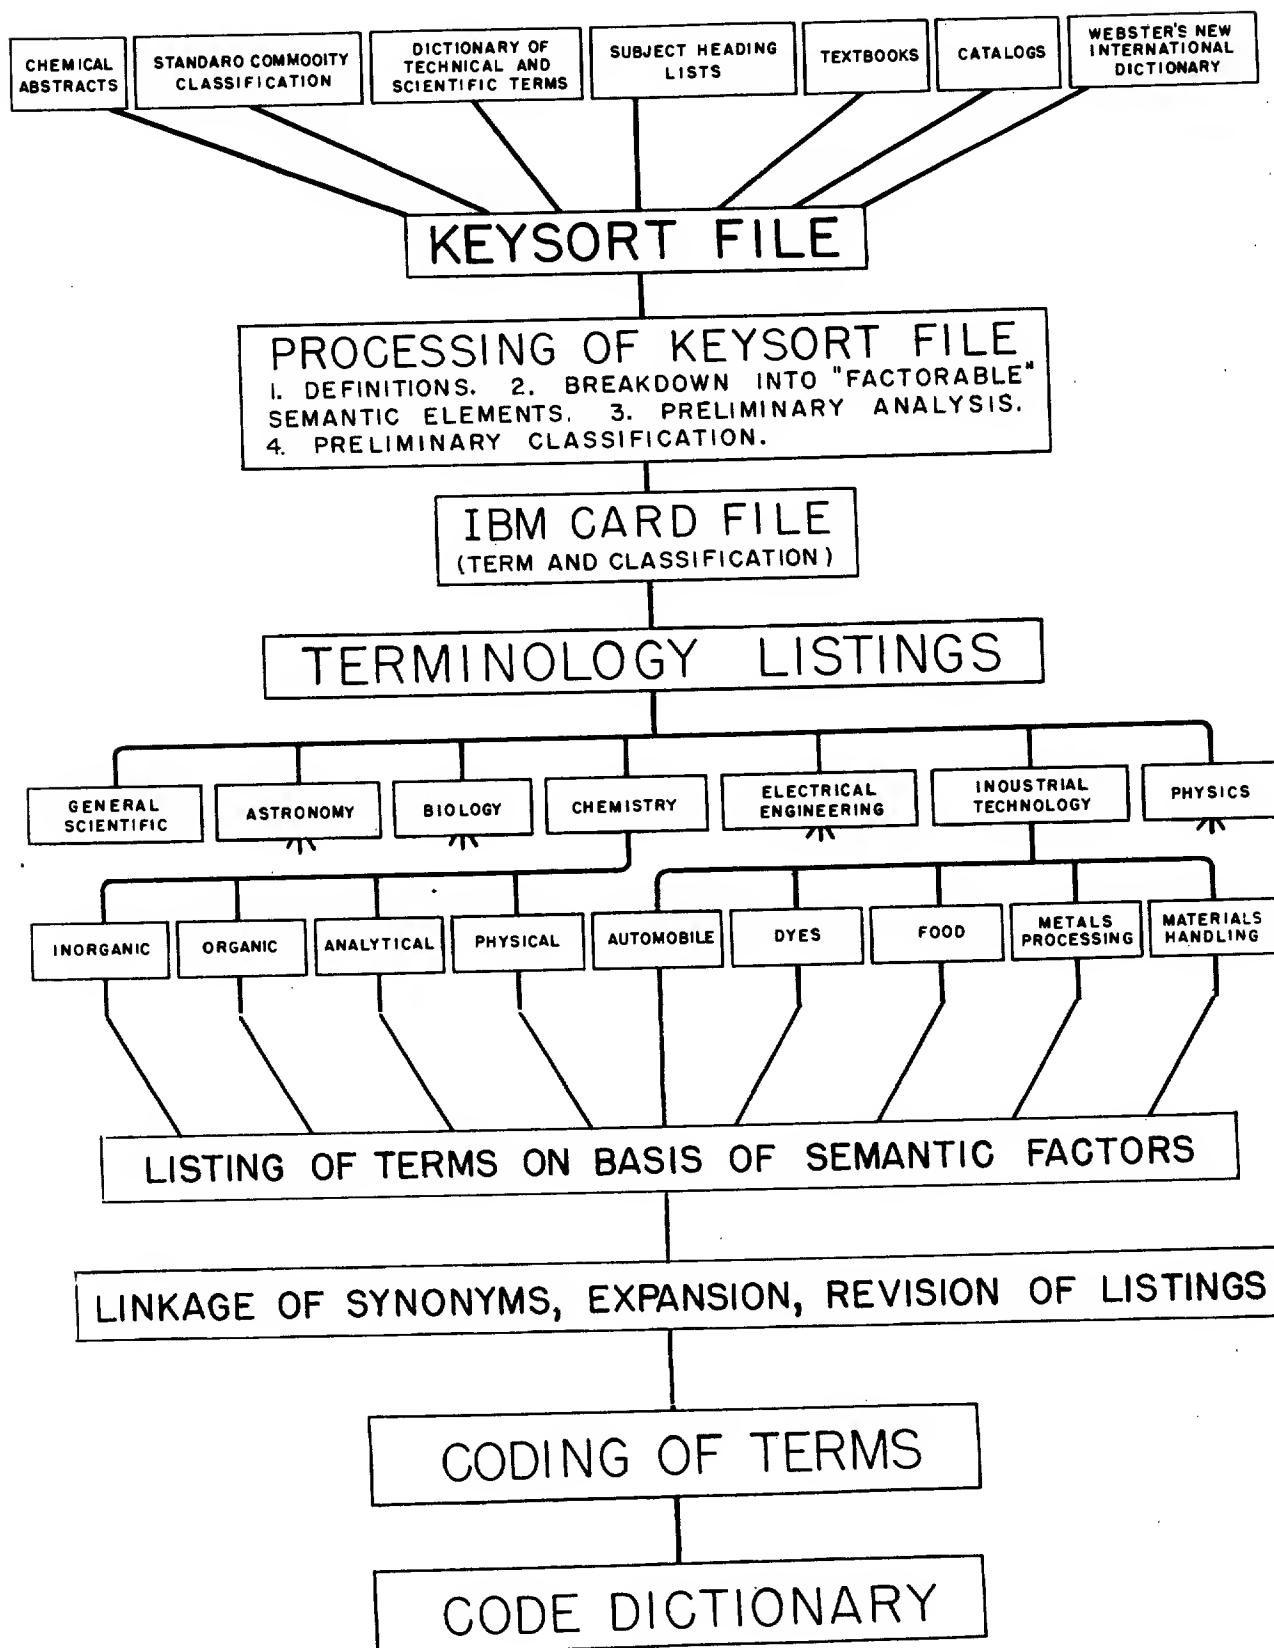 CHEMICAL
ABSTRACTS
STANDARO COMMOOITY
CLASSIFICATION
DICTIONARY OF
TECHNICAL AND
SCIENTIFIC TERMS
SUBJECT HEADING
LISTS
TEXTBOOKS
CATALOGS
WEBSTER'S NEW
INTERNATIONAL
DICTIONARY
KEYSORT FILE
PROCESSING OF KEYSORT FILE
1. DEFINITIONS. 2. BREAKDOWN INTO "FACTORABLE"
SEMANTIC ELEMENTS. 3. PRELIMINARY ANALYSIS.
4. PRELIMINARY CLASSIFICATION.
IBM CARD FILE
(TERM AND CLASSIFICATION)
TERMINOLOGY LISTINGS
GENERAL
SCIENTIFIC
ASTRONOMY
BIOLOGY
CHEMISTRY
ELECTRICAL
ENGINEERING
INOUSTRIAL
TECHNOLOGY
PHYSICS
INORGANIC
ORGANIC
ANALYTICAL
PHYSICAL
AUTOMOBILE
DYES
FOOD
METALS
PROCESSING
MATERIALS
HANDLING
LISTING OF TERMS ON BASIS OF SEMANTIC FACTORS
LINKAGE OF SYNONYMS, EXPANSION, REVISION OF LISTINGS
CODING OF TERMS
CODE DICTIONARY